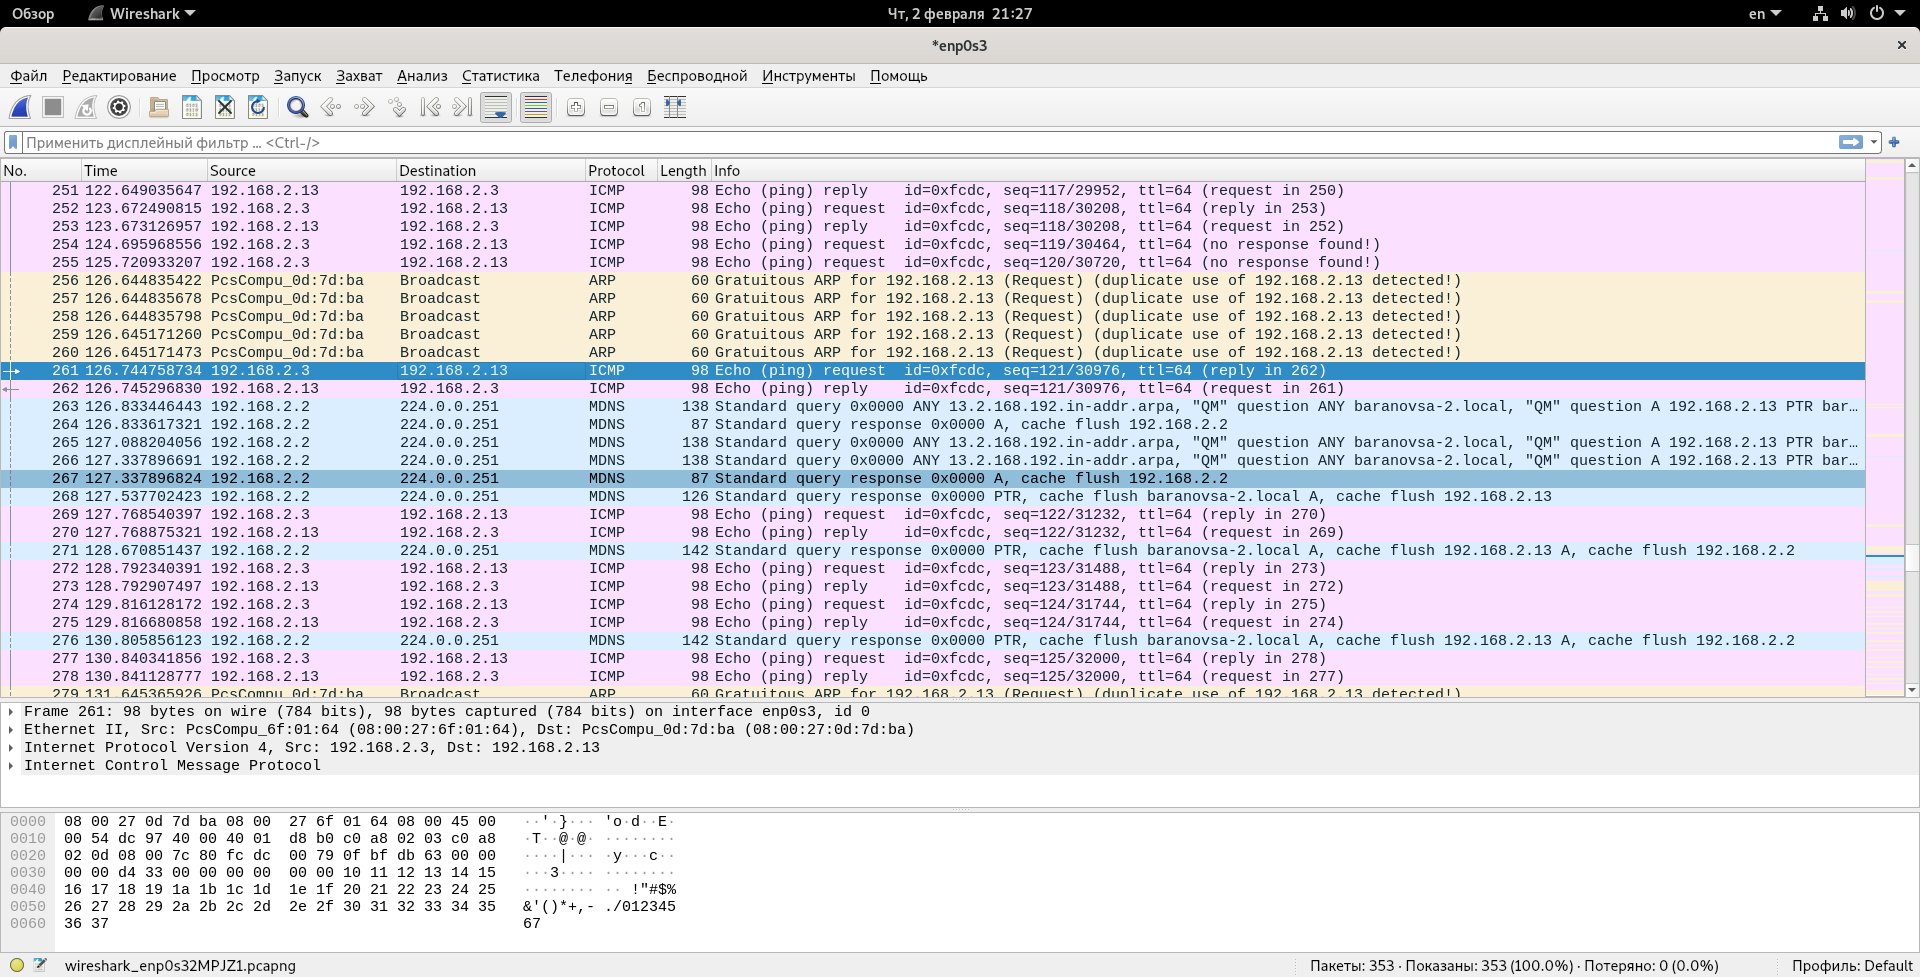 Обзор Wireshark Чт, 2 февраля 21:27 en
*enp0s3
Файл Редактирование Просмотр Запуск Захват Анализ Статистика Телефония Беспроводной Инструменты Помощь
Применить дисплейный фильтр ... <Ctrl-/>
No. Time Source Destination Protocol Length Info
251 122.649035647 192.168.2.13 192.168.2.3 ICMP 98 Echo (ping) reply id=0xfcdc, seq=117/29952, ttl=64 (request in 250)
252 123.672490815 192.168.2.3 192.168.2.13 ICMP 98 Echo (ping) request id=0xfcdc, seq=118/30208, ttl=64 (reply in 253)
253 123.673126957 192.168.2.13 192.168.2.3 ICMP 98 Echo (ping) reply id=0xfcdc, seq=118/30208, ttl=64 (request in 252)
254 124.695968556 192.168.2.3 192.168.2.13 ICMP 98 Echo (ping) request id=0xfcdc, seq=119/30464, ttl=64 (no response found!)
255 125.720933207 192.168.2.3 192.168.2.13 ICMP 98 Echo (ping) request id=0xfcdc, seq=120/30720, ttl=64 (no response found!)
256 126.644835422 PcsCompu_0d:7d:ba Broadcast ARP 60 Gratuitous ARP for 192.168.2.13 (Request) (duplicate use of 192.168.2.13 detected!)
257 126.644835678 PcsCompu_0d:7d:ba Broadcast ARP 60 Gratuitous ARP for 192.168.2.13 (Request) (duplicate use of 192.168.2.13 detected!)
258 126.644835798 PcsCompu_0d:7d:ba Broadcast ARP 60 Gratuitous ARP for 192.168.2.13 (Request) (duplicate use of 192.168.2.13 detected!)
259 126.645171260 PcsCompu_0d:7d:ba Broadcast ARP 60 Gratuitous ARP for 192.168.2.13 (Request) (duplicate use of 192.168.2.13 detected!)
260 126.645171473 PcsCompu_0d:7d:ba Broadcast ARP 60 Gratuitous ARP for 192.168.2.13 (Request) (duplicate use of 192.168.2.13 detected!)
261 126.744758734 192.168.2.3 192.168.2.13 ICMP 98 Echo (ping) request id=0xfcdc, seq=121/30976, ttl=64 (reply in 262)
262 126.745296830 192.168.2.13 192.168.2.3 ICMP 98 Echo (ping) reply id=0xfcdc, seq=121/30976, ttl=64 (request in 261)
263 126.833446443 192.168.2.2 224.0.0.251 MDNS 138 Standard query 0x0000 ANY 13.2.168.192.in-addr.arpa, "QM" question ANY baranovsa-2.local, "QM" question A 192.168.2.13 PTR bar…
264 126.833617321 192.168.2.2 224.0.0.251 MDNS 87 Standard query response 0x0000 A, cache flush 192.168.2.2
265 127.088204056 192.168.2.2 224.0.0.251 MDNS 138 Standard query 0x0000 ANY 13.2.168.192.in-addr.arpa, "QM" question ANY baranovsa-2.local, "QM" question A 192.168.2.13 PTR bar…
266 127.337896691 192.168.2.2 224.0.0.251 MDNS 138 Standard query 0x0000 ANY 13.2.168.192.in-addr.arpa, "QM" question ANY baranovsa-2.local, "QM" question A 192.168.2.13 PTR bar…
267 127.337896824 192.168.2.2 224.0.0.251 MDNS 87 Standard query response 0x0000 A, cache flush 192.168.2.2
268 127.537702423 192.168.2.2 224.0.0.251 MDNS 126 Standard query response 0x0000 PTR, cache flush baranovsa-2.local A, cache flush 192.168.2.13
269 127.768540397 192.168.2.3 192.168.2.13 ICMP 98 Echo (ping) request id=0xfcdc, seq=122/31232, ttl=64 (reply in 270)
270 127.768875321 192.168.2.13 192.168.2.3 ICMP 98 Echo (ping) reply id=0xfcdc, seq=122/31232, ttl=64 (request in 269)
271 128.670851437 192.168.2.2 224.0.0.251 MDNS 142 Standard query response 0x0000 PTR, cache flush baranovsa-2.local A, cache flush 192.168.2.13 A, cache flush 192.168.2.2
272 128.792340391 192.168.2.3 192.168.2.13 ICMP 98 Echo (ping) request id=0xfcdc, seq=123/31488, ttl=64 (reply in 273)
273 128.792907497 192.168.2.13 192.168.2.3 ICMP 98 Echo (ping) reply id=0xfcdc, seq=123/31488, ttl=64 (request in 272)
274 129.816128172 192.168.2.3 192.168.2.13 ICMP 98 Echo (ping) request id=0xfcdc, seq=124/31744, ttl=64 (reply in 275)
275 129.816680858 192.168.2.13 192.168.2.3 ICMP 98 Echo (ping) reply id=0xfcdc, seq=124/31744, ttl=64 (request in 274)
276 130.805856123 192.168.2.2 224.0.0.251 MDNS 142 Standard query response 0x0000 PTR, cache flush baranovsa-2.local A, cache flush 192.168.2.13 A, cache flush 192.168.2.2
277 130.840341856 192.168.2.3 192.168.2.13 ICMP 98 Echo (ping) request id=0xfcdc, seq=125/32000, ttl=64 (reply in 278)
278 130.841128777 192.168.2.13 192.168.2.3 ICMP 98 Echo (ping) reply id=0xfcdc, seq=125/32000, ttl=64 (request in 277)
279 131.645365926 PcsCompu_0d:7d:ba Broadcast ARP 60 Gratuitous ARP for 192.168.2.13 (Request) (duplicate use of 192.168.2.13 detected!)
Frame 261: 98 bytes on wire (784 bits), 98 bytes captured (784 bits) on interface enp0s3, id 0
Ethernet II, Src: PcsCompu_6f:01:64 (08:00:27:6f:01:64), Dst: PcsCompu_0d:7d:ba (08:00:27:0d:7d:ba)
Internet Protocol Version 4, Src: 192.168.2.3, Dst: 192.168.2.13
Internet Control Message Protocol
0000 08 00 27 0d 7d ba 08 00 27 6f 01 64 08 00 45 00 ··'·}··· 'o·d··E·
0010 00 54 dc 97 40 00 40 01 d8 b0 c0 a8 02 03 c0 a8 ·T··@·@· ········
0020 02 0d 08 00 7c 80 fc dc 00 79 0f bf db 63 00 00 ····|··· ·y···c··
0030 00 00 d4 33 00 00 00 00 00 00 10 11 12 13 14 15 ···3···· ········
0040 16 17 18 19 1a 1b 1c 1d 1e 1f 20 21 22 23 24 25 ········ ·· !"#$%
0050 26 27 28 29 2a 2b 2c 2d 2e 2f 30 31 32 33 34 35 &'()*+,- ./012345
0060 36 37 67
wireshark_enp0s32MPJZ1.pcapng Пакеты: 353 · Показаны: 353 (100.0%) · Потеряно: 0 (0.0%) Профиль: Default